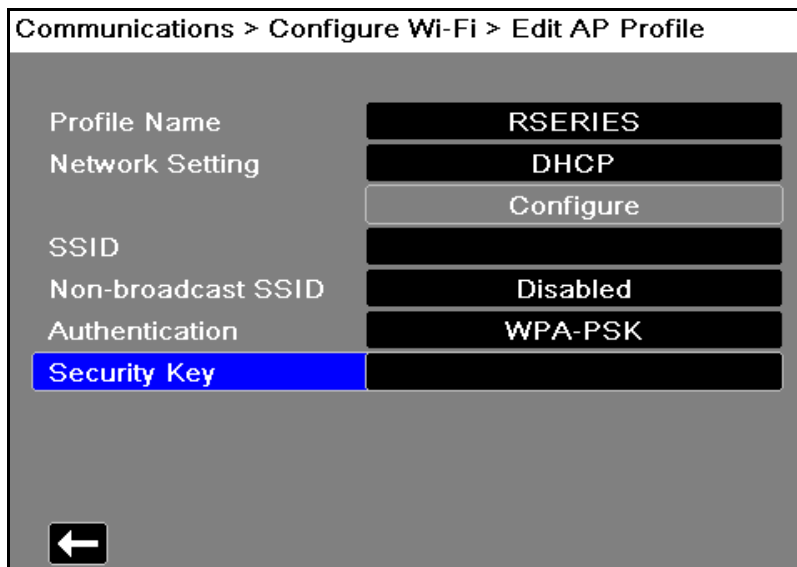 Communications > Configure Wi-Fi > Edit AP Profile
Profile Name RSERIES
Network Setting DHCP
Configure
SSID
Non-broadcast SSID Disabled
Authentication WPA-PSK
Security Key